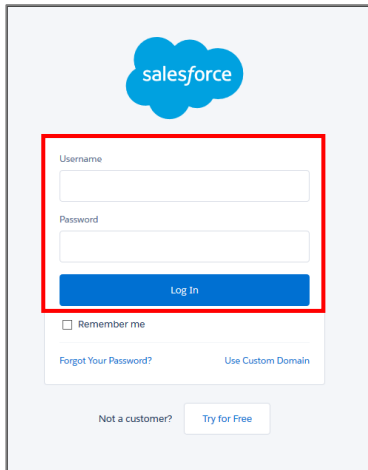 salesforce
Username
Password
Log In
Remember me
Forgot Your Password? Use Custom Domain
Not a customer? Try for Free